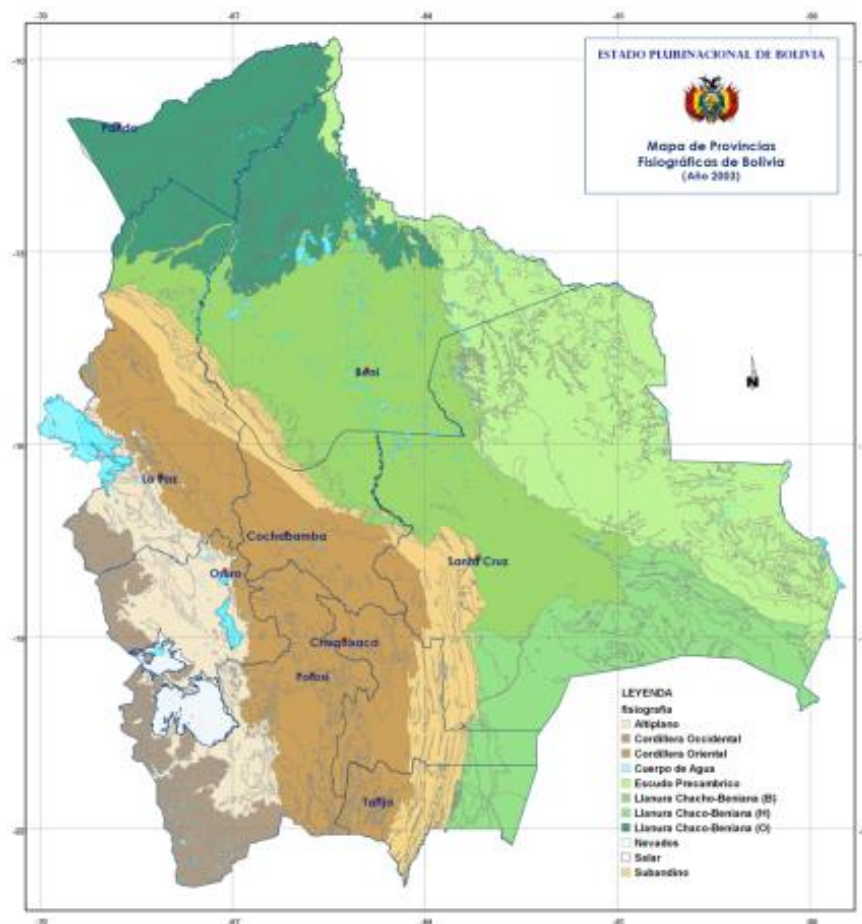 ESTADO PLURINACIONAL DE BOLIVIA
Mapa de Provincias
Fisiográficas de Bolivia
(Año 2003)
Pando
Beni
La Paz
Cochabamba
Santa Cruz
Oruro
Chuquisaca
Potosí
Tarija
N
LEYENDA
fisiografia
Altiplano
Cordillera Occidental
Cordillera Oriental
Cuerpo de Agua
Escudo Precambrico
Llanura Chacho-Beniana (B)
Llanura Chaco-Beniana (H)
Llanura Chaco-Beniana (O)
Nevados
Salar
Subandino